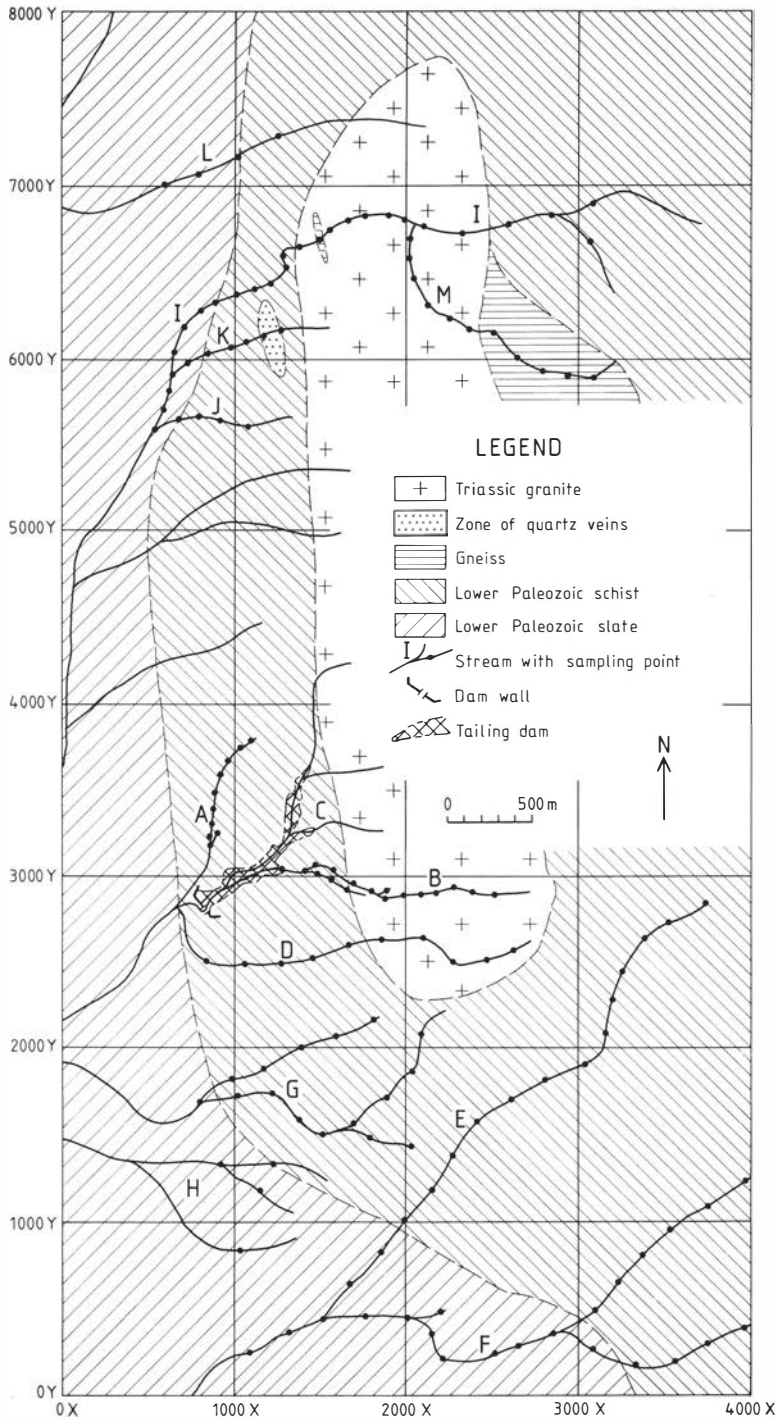 8000 Y
L
7000 Y
I
M
I
K
6000 Y
J
LEGEND
+ Triassic granite
Zone of quartz veins
5000 Y
Gneiss
Lower Paleozoic schist
Lower Paleozoic slate
I Stream with sampling point
Dam wall
4000 Y
Tailing dam
N
A
C
0 500 m
3000 Y
B
D
2000 Y
G
E
H
1000 Y
F
0 Y
0 X 1000 X 2000 X 3000 X 4000 X